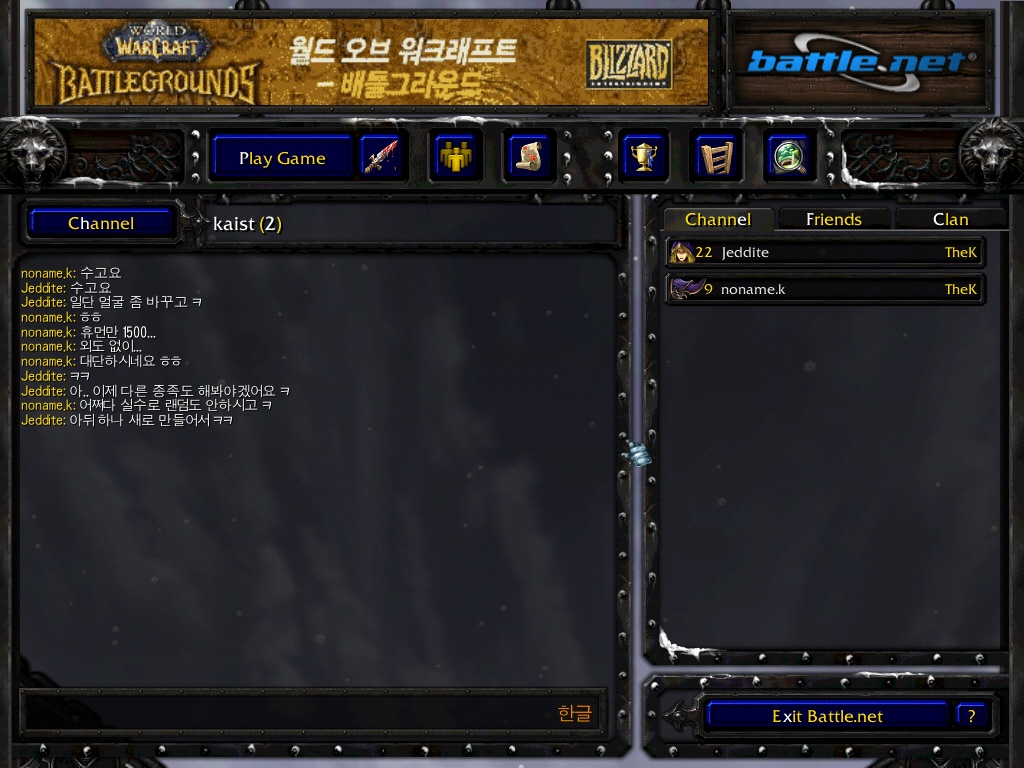 WORLD
WARCRAFT
BATTLEGROUNDS
월드 오브 워크래프트
- 배틀그라운드
BLIZZARD
ENTERTAINMENT
battle.net®
Play Game
Channel
kaist (2)
Channel
Friends
Clan
22 Jeddite TheK
9 noname.k TheK
noname.k: 수고요
Jeddite: 수고요
Jeddite: 일단 얼굴 좀 바꾸고 ㅋ
noname.k: ㅎㅎ
noname.k: 휴먼만 1500...
noname.k: 외도 없이...
noname.k: 대단하시네요 ㅎㅎ
Jeddite: ㅋㅋ
Jeddite: 아.. 이제 다른 종족도 해봐야겠어요 ㅋ
noname.k: 어쩌다 실수로 랜덤도 안하시고 ㅋ
Jeddite: 아뒤 하나 새로 만들어서 ㅋㅋ
한글
Exit Battle.net
?